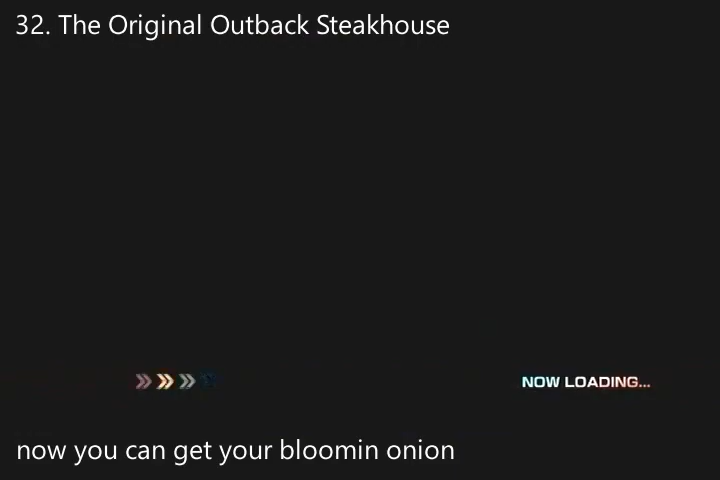 32. The Original Outback Steakhouse
NOW LOADING...
now you can get your bloomin onion